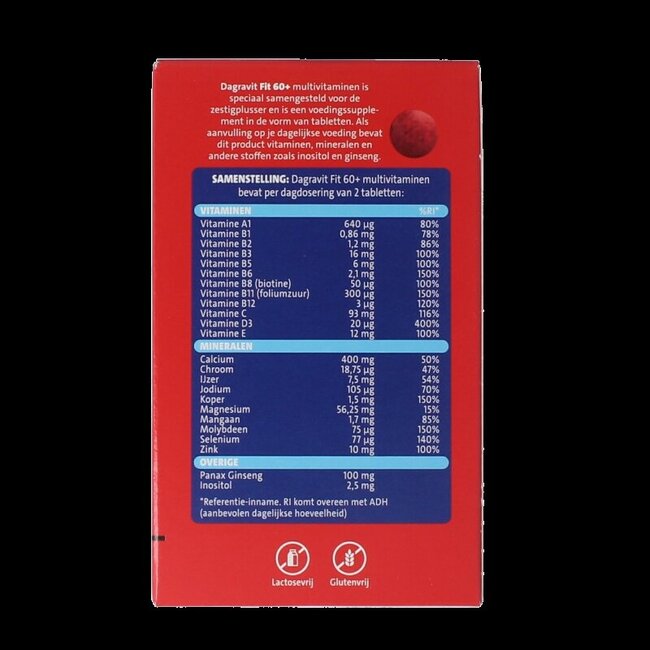 Dagravit Fit 60+ multivitaminen is
speciaal samengesteld voor de
zestigplusser en is een voedingssupple-
ment in de vorm van tabletten. Als
aanvulling op je dagelijkse voeding bevat
dit product vitaminen, mineralen en
andere stoffen zoals inositol en ginseng.
SAMENSTELLING: Dagravit Fit 60+ multivitaminen
bevat per dagdosering van 2 tabletten:
VITAMINEN %RI*
Vitamine A1 640 µg 80%
Vitamine B1 0,86 mg 78%
Vitamine B2 1,2 mg 86%
Vitamine B3 16 mg 100%
Vitamine B5 6 mg 100%
Vitamine B6 2,1 mg 150%
Vitamine B8 (biotine) 50 µg 100%
Vitamine B11 (foliumzuur) 300 µg 150%
Vitamine B12 3 µg 120%
Vitamine C 93 mg 116%
Vitamine D3 20 µg 400%
Vitamine E 12 mg 100%
MINERALEN
Calcium 400 mg 50%
Chroom 18,75 µg 47%
IJzer 7,5 mg 54%
Jodium 105 µg 70%
Koper 1,5 mg 150%
Magnesium 56,25 mg 15%
Mangaan 1,7 mg 85%
Molybdeen 75 µg 150%
Selenium 77 µg 140%
Zink 10 mg 100%
OVERIGE
Panax Ginseng 100 mg
Inositol 2,5 mg
*Referentie-inname. RI komt overeen met ADH
(aanbevolen dagelijkse hoeveelheid)
Lactosevrij Glutenvrij